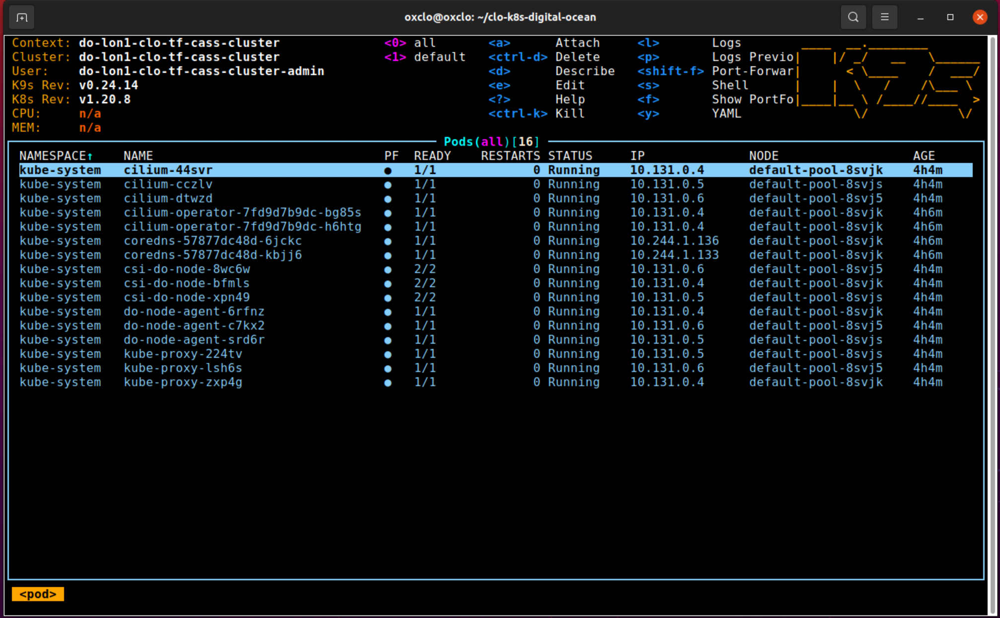 oxclo@oxclo: ~/clo-k8s-digital-ocean
Context: do-lon1-clo-tf-cass-cluster <0> all <a> Attach <l> Logs
Cluster: do-lon1-clo-tf-cass-cluster <1> default <ctrl-d> Delete <p> Logs Previo
User: do-lon1-clo-tf-cass-cluster-admin <d> Describe <shift-f> Port-Forwar
K9s Rev: v0.24.14 <e> Edit <s> Shell
K8s Rev: v1.20.8 <?> Help <f> Show PortFo
CPU: n/a <ctrl-k> Kill <y> YAML
MEM: n/a
Pods(all)[16]
NAMESPACE↑ NAME PF READY RESTARTS STATUS IP NODE AGE
kube-system cilium-44svr ● 1/1 0 Running 10.131.0.4 default-pool-8svjk 4h4m
kube-system cilium-cczlv ● 1/1 0 Running 10.131.0.5 default-pool-8svjs 4h4m
kube-system cilium-dtwzd ● 1/1 0 Running 10.131.0.6 default-pool-8svj5 4h4m
kube-system cilium-operator-7fd9d7b9dc-bg85s ● 1/1 0 Running 10.131.0.4 default-pool-8svjk 4h6m
kube-system cilium-operator-7fd9d7b9dc-h6htg ● 1/1 0 Running 10.131.0.4 default-pool-8svjk 4h6m
kube-system coredns-57877dc48d-6jckc ● 1/1 0 Running 10.244.1.136 default-pool-8svjk 4h6m
kube-system coredns-57877dc48d-kbjj6 ● 1/1 0 Running 10.244.1.133 default-pool-8svjk 4h6m
kube-system csi-do-node-8wc6w ● 2/2 0 Running 10.131.0.6 default-pool-8svj5 4h4m
kube-system csi-do-node-bfmls ● 2/2 0 Running 10.131.0.4 default-pool-8svjk 4h4m
kube-system csi-do-node-xpn49 ● 2/2 0 Running 10.131.0.5 default-pool-8svjs 4h4m
kube-system do-node-agent-6rfnz ● 1/1 0 Running 10.131.0.4 default-pool-8svjk 4h4m
kube-system do-node-agent-c7kx2 ● 1/1 0 Running 10.131.0.6 default-pool-8svj5 4h4m
kube-system do-node-agent-srd6r ● 1/1 0 Running 10.131.0.5 default-pool-8svjs 4h4m
kube-system kube-proxy-224tv ● 1/1 0 Running 10.131.0.5 default-pool-8svjs 4h4m
kube-system kube-proxy-lsh6s ● 1/1 0 Running 10.131.0.6 default-pool-8svj5 4h4m
kube-system kube-proxy-zxp4g ● 1/1 0 Running 10.131.0.4 default-pool-8svjk 4h4m
<pod>